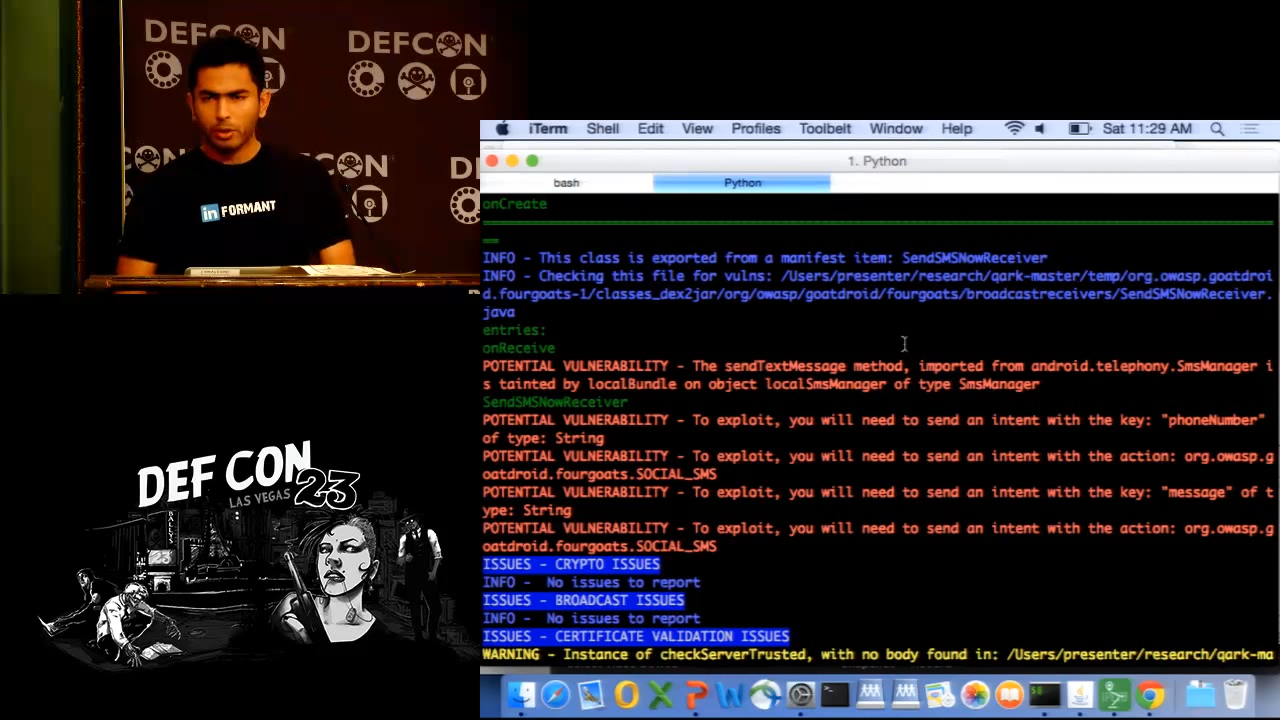 DEFCON
DEFCON
CON
CON
D
in FORMANT
DEF CON
LAS VEGAS 23
iTerm Shell Edit View Profiles Toolbelt Window Help Sat 11:29 AM
1. Python
bash Python
onCreate
================================================================================
==
INFO - This class is exported from a manifest item: SendSMSNowReceiver
INFO - Checking this file for vulns: /Users/presenter/research/qark-master/temp/org.owasp.goatdroi
d.fourgoats-1/classes_dex2jar/org/owasp/goatdroid/fourgoats/broadcastreceivers/SendSMSNowReceiver.
java
entries:
onReceive
POTENTIAL VULNERABILITY - The sendTextMessage method, imported from android.telephony.SmsManager i
s tainted by localBundle on object localSmsManager of type SmsManager
SendSMSNowReceiver
POTENTIAL VULNERABILITY - To exploit, you will need to send an intent with the key: "phoneNumber"
of type: String
POTENTIAL VULNERABILITY - To exploit, you will need to send an intent with the action: org.owasp.g
oatdroid.fourgoats.SOCIAL_SMS
POTENTIAL VULNERABILITY - To exploit, you will need to send an intent with the key: "message" of t
ype: String
POTENTIAL VULNERABILITY - To exploit, you will need to send an intent with the action: org.owasp.g
oatdroid.fourgoats.SOCIAL_SMS
ISSUES - CRYPTO ISSUES
INFO - No issues to report
ISSUES - BROADCAST ISSUES
INFO - No issues to report
ISSUES - CERTIFICATE VALIDATION ISSUES
WARNING - Instance of checkServerTrusted, with no body found in: /Users/presenter/research/qark-ma